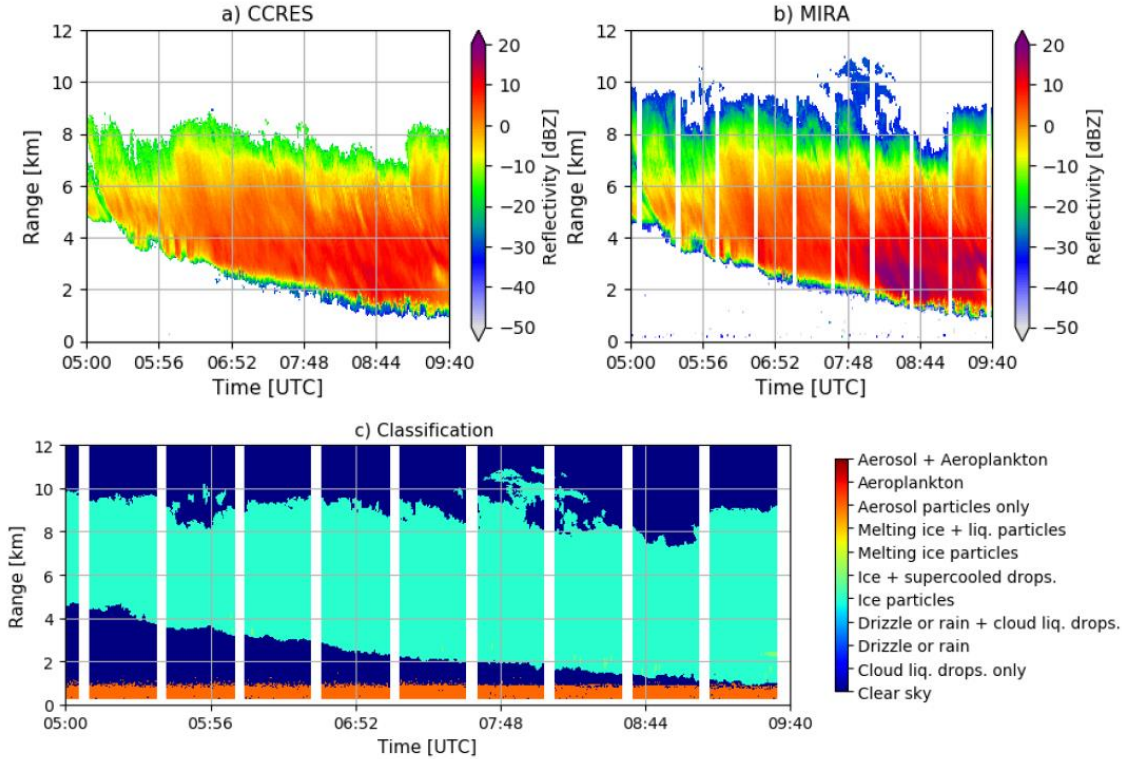 a) CCRES
12
10
8
6
4
2
0
Range [km]
05:00 05:56 06:52 07:48 08:44 09:40
Time [UTC]
20
10
0
−10
−20
−30
−40
−50
Reflectivity [dBZ]
b) MIRA
12
10
8
6
4
2
0
Range [km]
05:00 05:56 06:52 07:48 08:44 09:40
Time [UTC]
20
10
0
−10
−20
−30
−40
−50
Reflectivity [dBZ]
c) Classification
12
10
8
6
4
2
0
Range [km]
05:00 05:56 06:52 07:48 08:44 09:40
Time [UTC]
Aerosol + Aeroplankton
Aeroplankton
Aerosol particles only
Melting ice + liq. particles
Melting ice particles
Ice + supercooled drops.
Ice particles
Drizzle or rain + cloud liq. drops.
Drizzle or rain
Cloud liq. drops. only
Clear sky